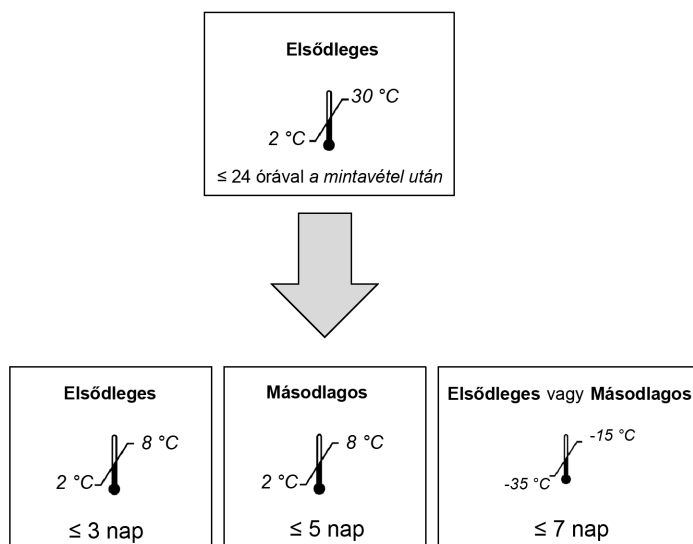 Elsődleges
30 °C
2 °C
≤ 24 órával a mintavétel után
Elsődleges
8 °C
2 °C
≤ 3 nap
Másodlagos
8 °C
2 °C
≤ 5 nap
Elsődleges vagy Másodlagos
-15 °C
-35 °C
≤ 7 nap